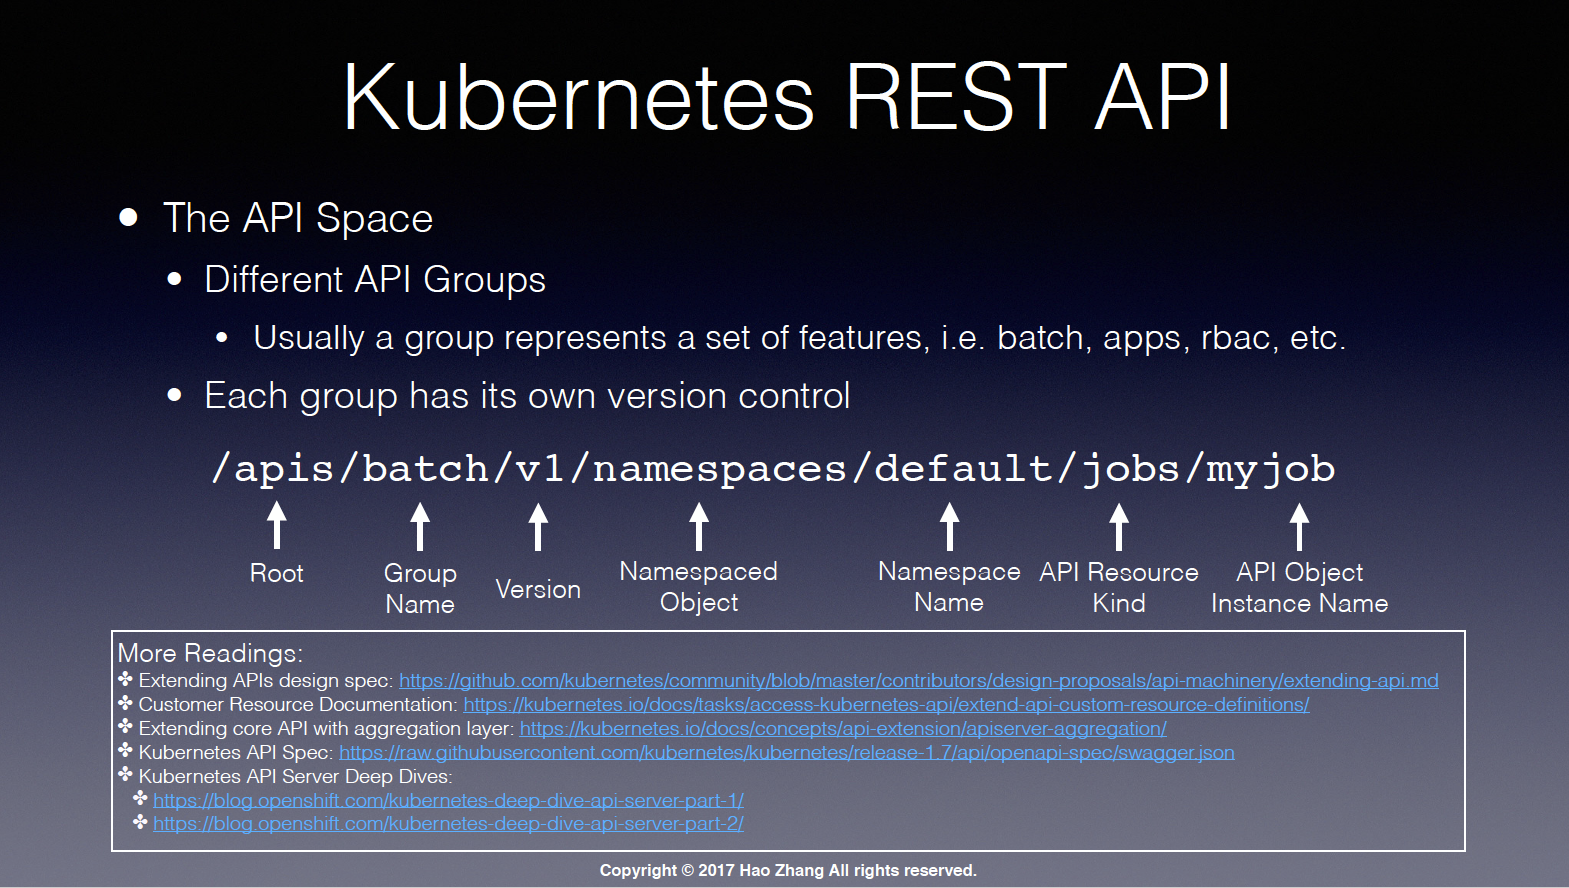 Kubernetes REST API
The API Space
Different API Groups
Usually a group represents a set of features, i.e. batch, apps, rbac, etc.
Each group has its own version control
/apis/batch/v1/namespaces/default/jobs/myjob
Root
Group
Name
Version
Namespaced
Object
Namespace
Name
API Resource
Kind
API Object
Instance Name
More Readings:
Extending APIs design spec: https://github.com/kubernetes/community/blob/master/contributors/design-proposals/api-machinery/extending-api.md
Customer Resource Documentation: https://kubernetes.io/docs/tasks/access-kubernetes-api/extend-api-custom-resource-definitions/
Extending core API with aggregation layer: https://kubernetes.io/docs/concepts/api-extension/apiserver-aggregation/
Kubernetes API Spec: https://raw.githubusercontent.com/kubernetes/kubernetes/release-1.7/api/openapi-spec/swagger.json
Kubernetes API Server Deep Dives:
https://blog.openshift.com/kubernetes-deep-dive-api-server-part-1/
https://blog.openshift.com/kubernetes-deep-dive-api-server-part-2/
Copyright © 2017 Hao Zhang All rights reserved.